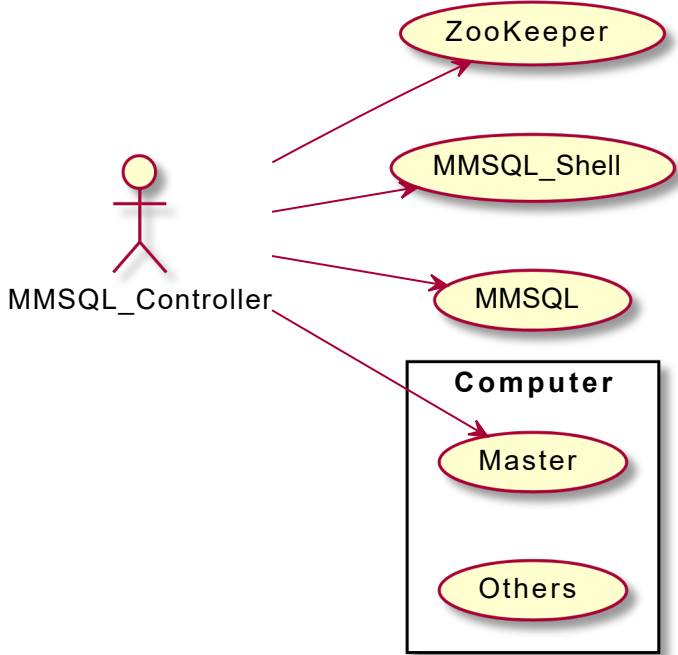 ZooKeeper
MMSQL_Shell
MMSQL_Controller
MMSQL
Computer
Master
Others